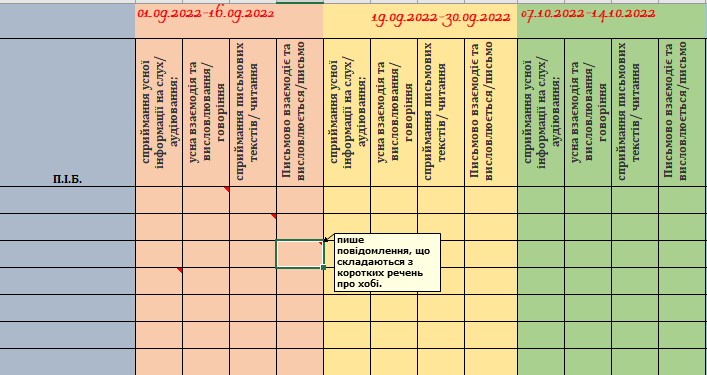 01.09.2022-16.09.2022
19.09.2022-30.09.2022
07.10.2022-14.10.2022
П.І.Б.
сприймання усної
інформації на слух/
аудіювання;
усна взаємодія та
висловлювання/
говоріння
сприймання письмових
текстів/ читання
Письмово взаємодіє та
висловлюється/письмо
сприймання усної
інформації на слух/
аудіювання;
усна взаємодія та
висловлювання/
говоріння
сприймання письмових
текстів/ читання
Письмово взаємодіє та
висловлюється/письмо
сприймання усної
інформації на слух/
аудіювання;
усна взаємодія та
висловлювання/
говоріння
сприймання письмових
текстів/ читання
Письмово взаємодіє та
висловлюється/письмо
пише
повідомлення, що
складаються з
коротких речень
про хобі.